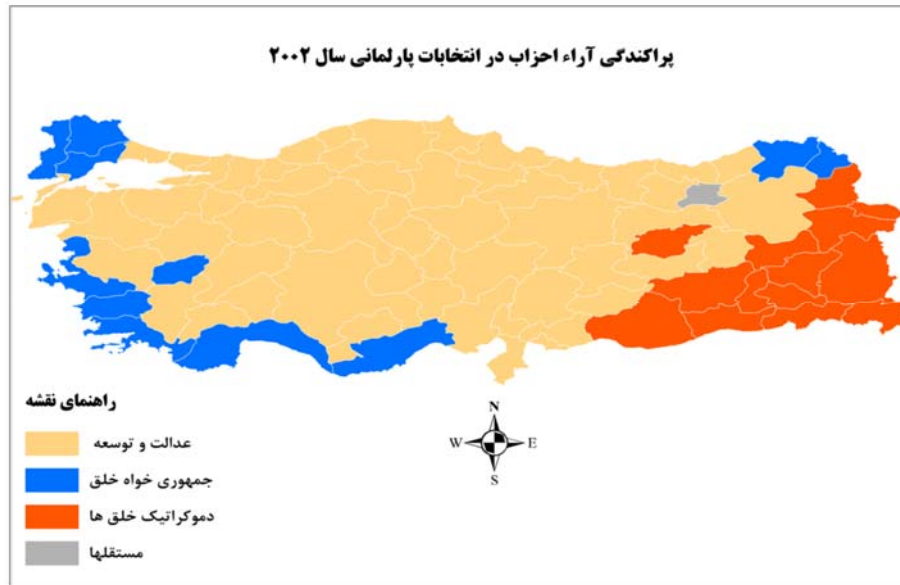 پراکندگی آراء احزاب در انتخابات پارلمانی سال ۲۰۰۲
راهنمای نقشه
عدالت و توسعه
جمهوری خواه خلق
دموکراتیک خلق ها
مستقلها
N
W E
S